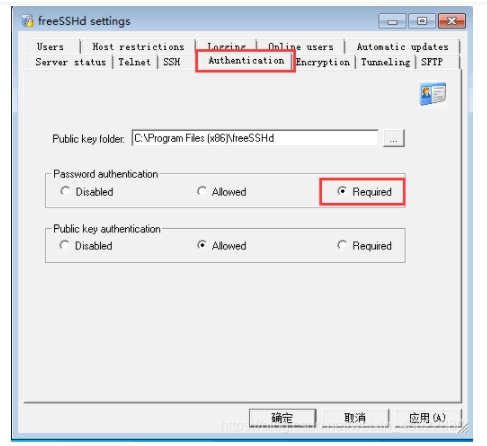 freeSSHd settings
Users Host restrictions Logging Online users Automatic updates
Server status Telnet SSH Authentication Encryption Tunneling SFTP
Public key folder: C:\Program Files (x86)\freeSSHd ...
Password authentication
Disabled Allowed Required
Public key authentication
Disabled Allowed Required
确定 取消 应用(A)